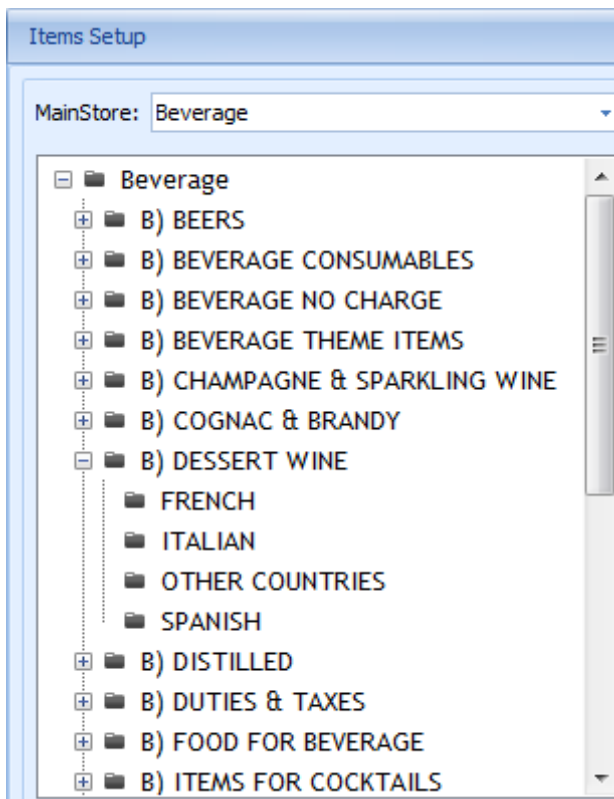 Items Setup
MainStore: Beverage
Beverage
B) BEERS
B) BEVERAGE CONSUMABLES
B) BEVERAGE NO CHARGE
B) BEVERAGE THEME ITEMS
B) CHAMPAGNE & SPARKLING WINE
B) COGNAC & BRANDY
B) DESSERT WINE
FRENCH
ITALIAN
OTHER COUNTRIES
SPANISH
B) DISTILLED
B) DUTIES & TAXES
B) FOOD FOR BEVERAGE
B) ITEMS FOR COCKTAILS